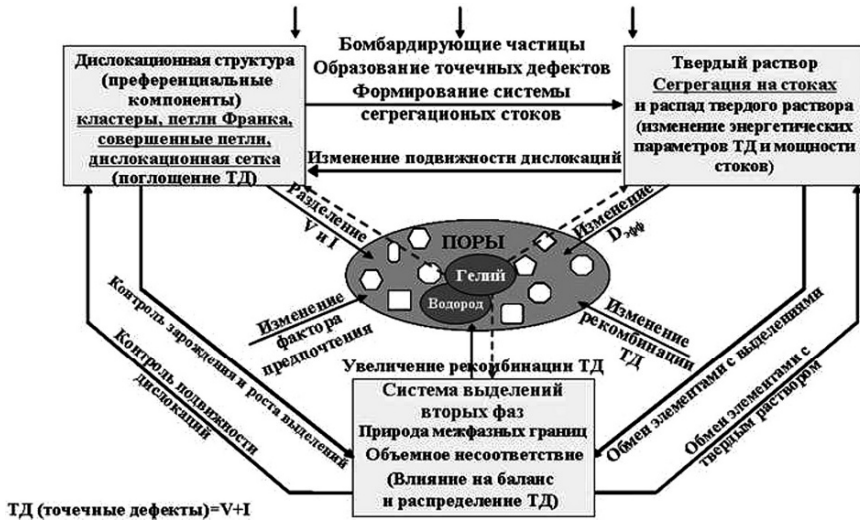 Дислокационная структура
(преференциальные
компоненты)
кластеры, петли Франка,
совершенные петли,
дислокационная сетка
(поглощение ТД)
Бомбардирующие частицы
Образование точечных дефектов
Формирование системы
сегрегационых стоков
Изменение подвижности дислокаций
Твердый раствор
Сегрегация на стоках
и распад твердого раствора
(изменение энергетических
параметров ТД и мощности
стоков)
Разделение
V и I
Изменение
Dэфф
ПОРЫ
Гелий
Водород
Изменение
фактора
предпочтения
Изменение
рекомбинации
ТД
Контроль зарождения и роста выделений
Контроль подвижности
дислокаций
Обмен элементами с выделениями
Обмен элементами с
твердым раствором
Увеличение рекомбинации ТД
Система выделений
вторых фаз
Природа межфазных границ
Объемное несоответствие
(Влияние на баланс
и распределение ТД)
ТД (точечные дефекты)=V+I